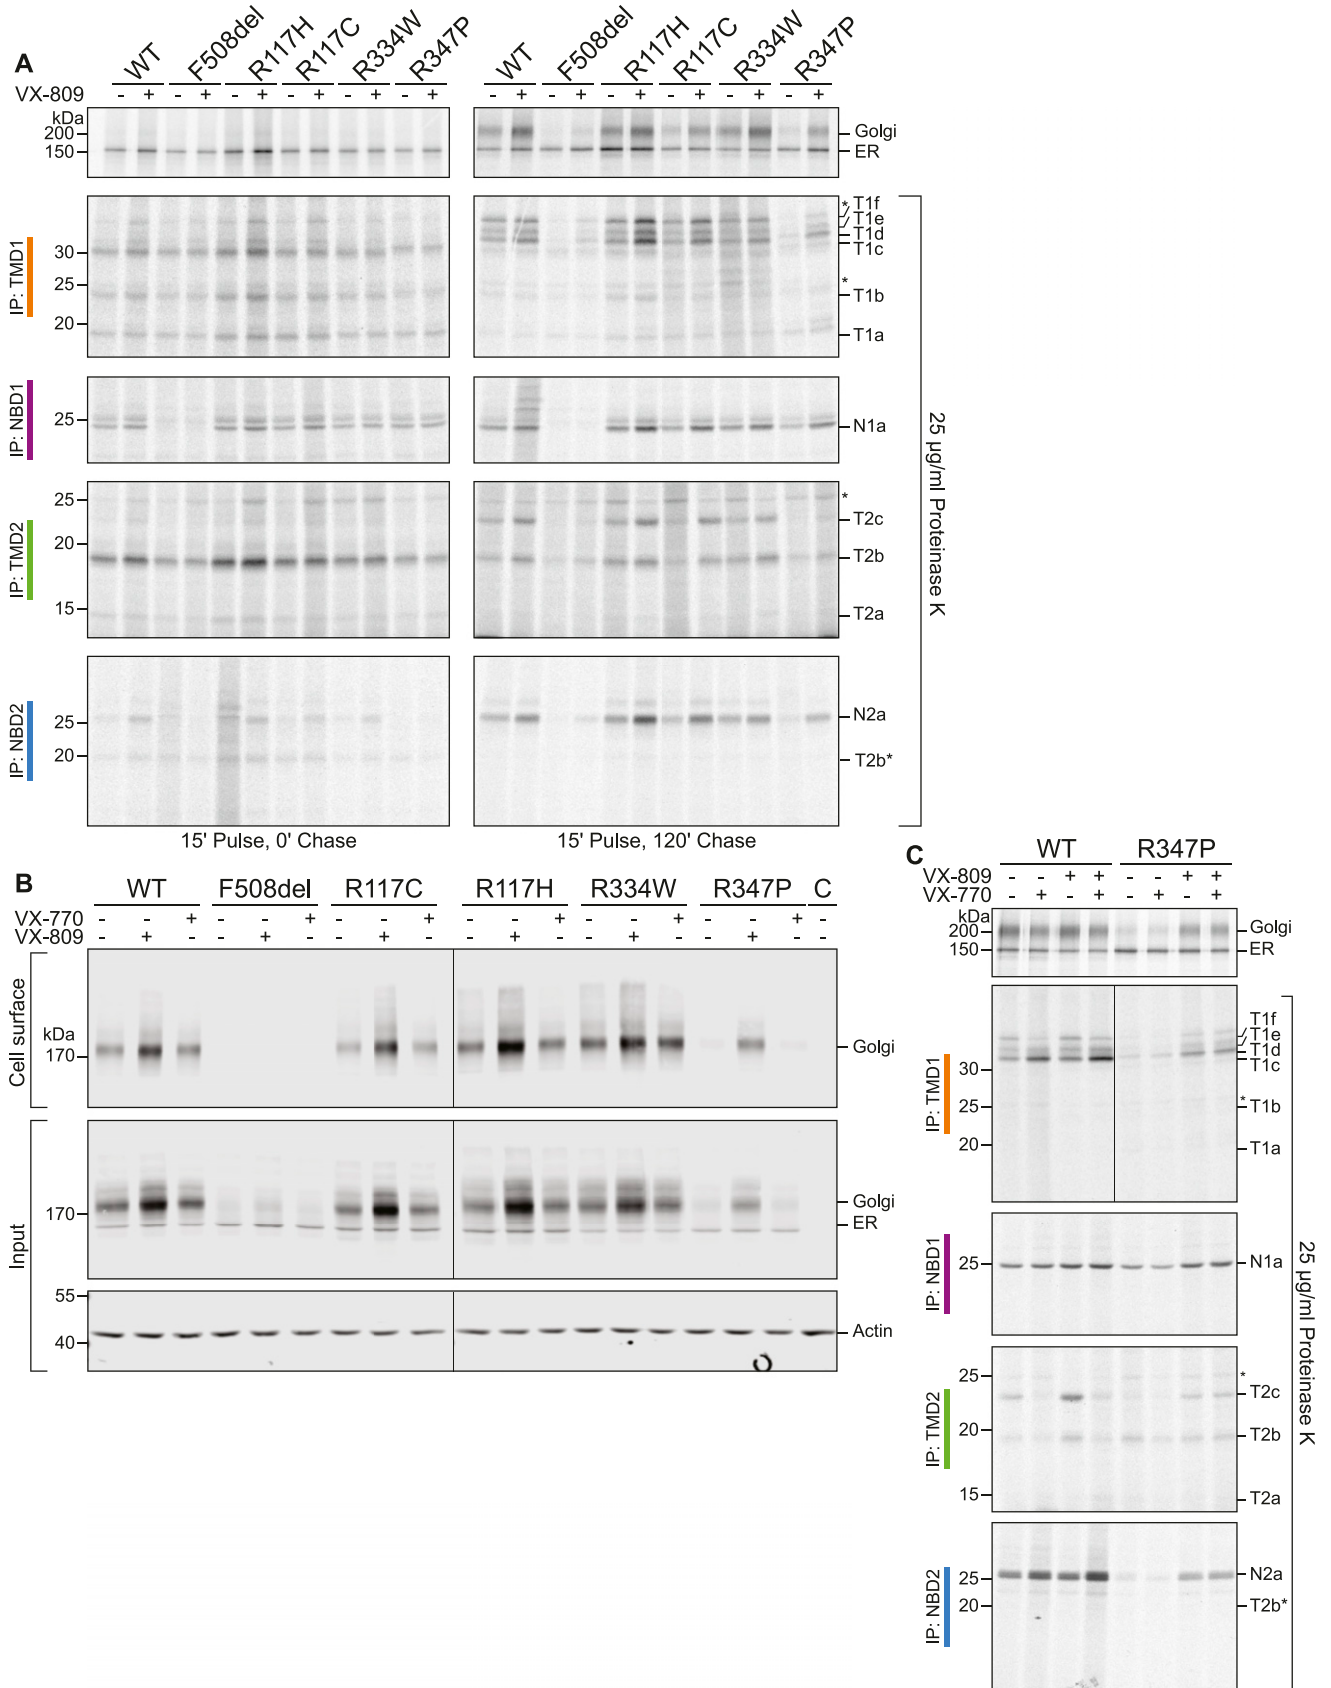 A
WT F508del R117H R117C R334W R347P WT F508del R117H R117C R334W R347P
VX-809 - + - + - + - + - + - + - + - + - + - + - + - +
kDa
200
150
Golgi
ER
IP: TMD1
30
25
20
* T1f
T1e
T1d
T1c
*
T1b
T1a
IP: NBD1
25
N1a
IP: TMD2
25
20
15
*
T2c
T2b
T2a
IP: NBD2
25
20
N2a
T2b*
25 µg/ml Proteinase K
15' Pulse, 0' Chase 15' Pulse, 120' Chase
B
WT F508del R117C R117H R334W R347P C
VX-770 - - + - - + - - + - - + - - + - - + -
VX-809 - + - - + - - + - - + - - + - - + - -
Cell surface
kDa
170
Golgi
Input
170
Golgi
ER
55
40
Actin
C
WT R347P
VX-809 - - + + - - + +
VX-770 - + - + - + - +
kDa
200
150
Golgi
ER
IP: TMD1
30
25
20
T1f
T1e
T1d
T1c
* T1b
T1a
IP: NBD1
25
N1a
IP: TMD2
25
20
15
*
T2c
T2b
T2a
IP: NBD2
25
20
N2a
T2b*
25 µg/ml Proteinase K